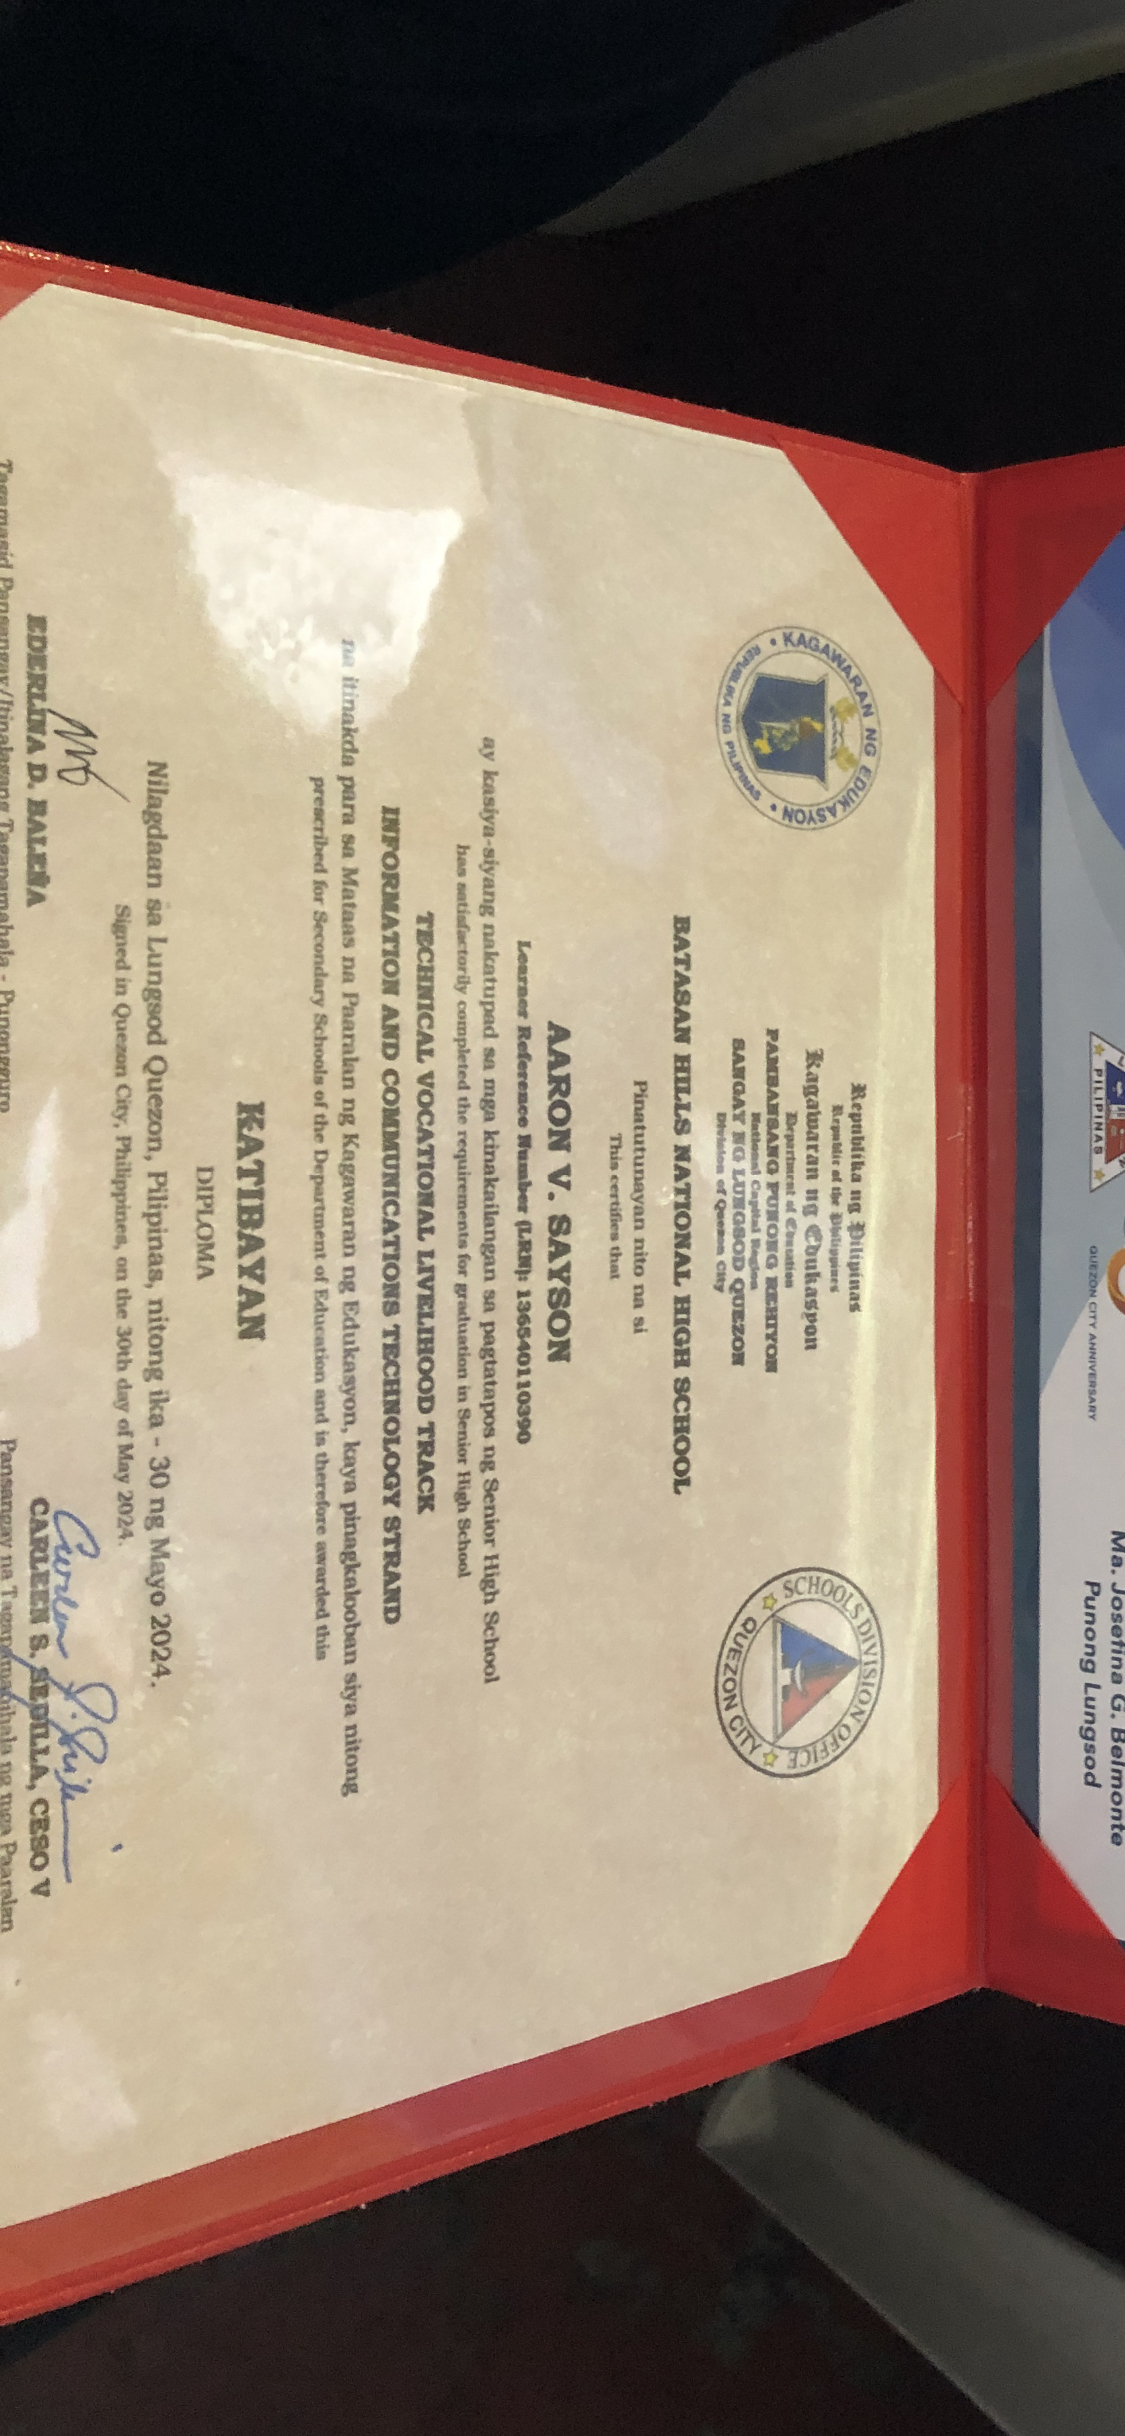 PILIPINAS
QUEZON CITY ANNIVERSARY
Ma. Josefina G. Belmonte
Punong Lungsod
KAGAWARAN NG EDUKASYON
REPUBLIKA NG PILIPINAS
Republika ng Pilipinas
Republic of the Philippines
Kagawaran ng Edukasyon
Department of Education
PAMBANSANG PUNONG REHIYON
National Capital Region
SANGAY NG LUNGSOD QUEZON
Division of Quezon City
SCHOOLS DIVISION OFFICE
QUEZON CITY
BATASAN HILLS NATIONAL HIGH SCHOOL
Pinatutunayan nito na si
This certifies that
AARON V. SAYSON
Learner Reference Number (LRN): 136540110390
ay kasiya-siyang nakatupad sa mga kinakailangan sa pagtatapos ng Senior High School
has satisfactorily completed the requirements for graduation in Senior High School
TECHNICAL VOCATIONAL LIVELIHOOD TRACK
INFORMATION AND COMMUNICATIONS TECHNOLOGY STRAND
na itinakda para sa Mataas na Paaralan ng Kagawaran ng Edukasyon, kaya pinagkalooban siya nitong
prescribed for Secondary Schools of the Department of Education and is therefore awarded this
KATIBAYAN
DIPLOMA
Nilagdaan sa Lungsod Quezon, Pilipinas, nitong ika - 30 ng Mayo 2024.
Signed in Quezon City, Philippines, on the 30th day of May 2024.
EDERLINA D. BALEÑA
Tagamasid Pansangay/Itinalagang Tagapamahala - Punongguro
CARLEEN S. SEDILLA, CESO V
Pansangay na Tagapamanihala ng mga Paaralan